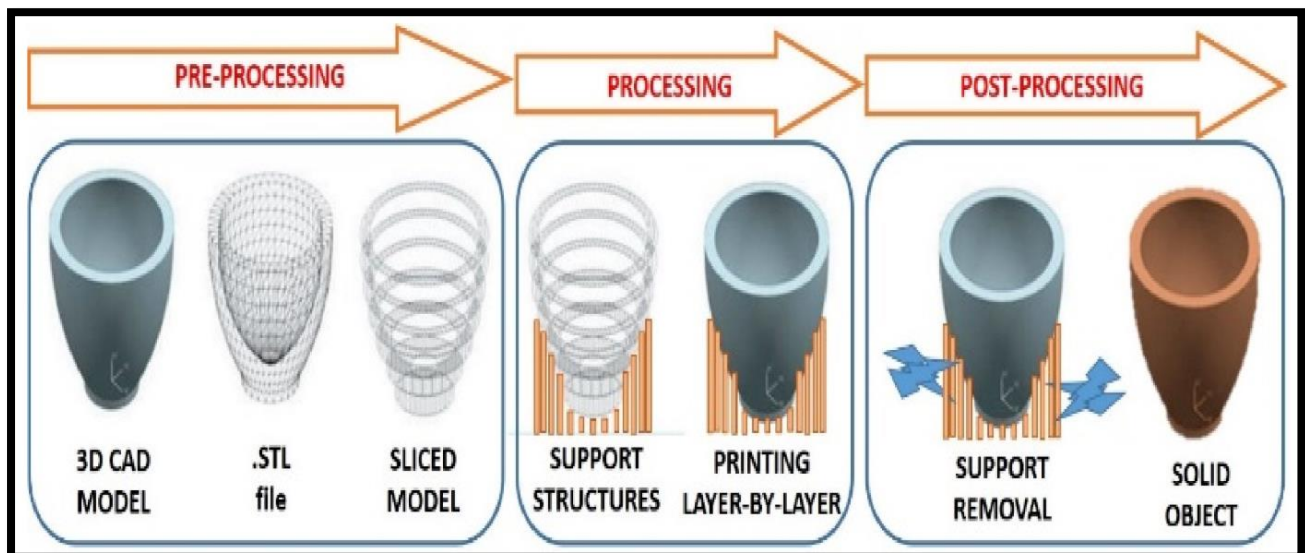 PRE-PROCESSING
PROCESSING
POST-PROCESSING
3D CAD
MODEL
.STL
file
SLICED
MODEL
SUPPORT
STRUCTURES
PRINTING
LAYER-BY-LAYER
SUPPORT
REMOVAL
SOLID
OBJECT